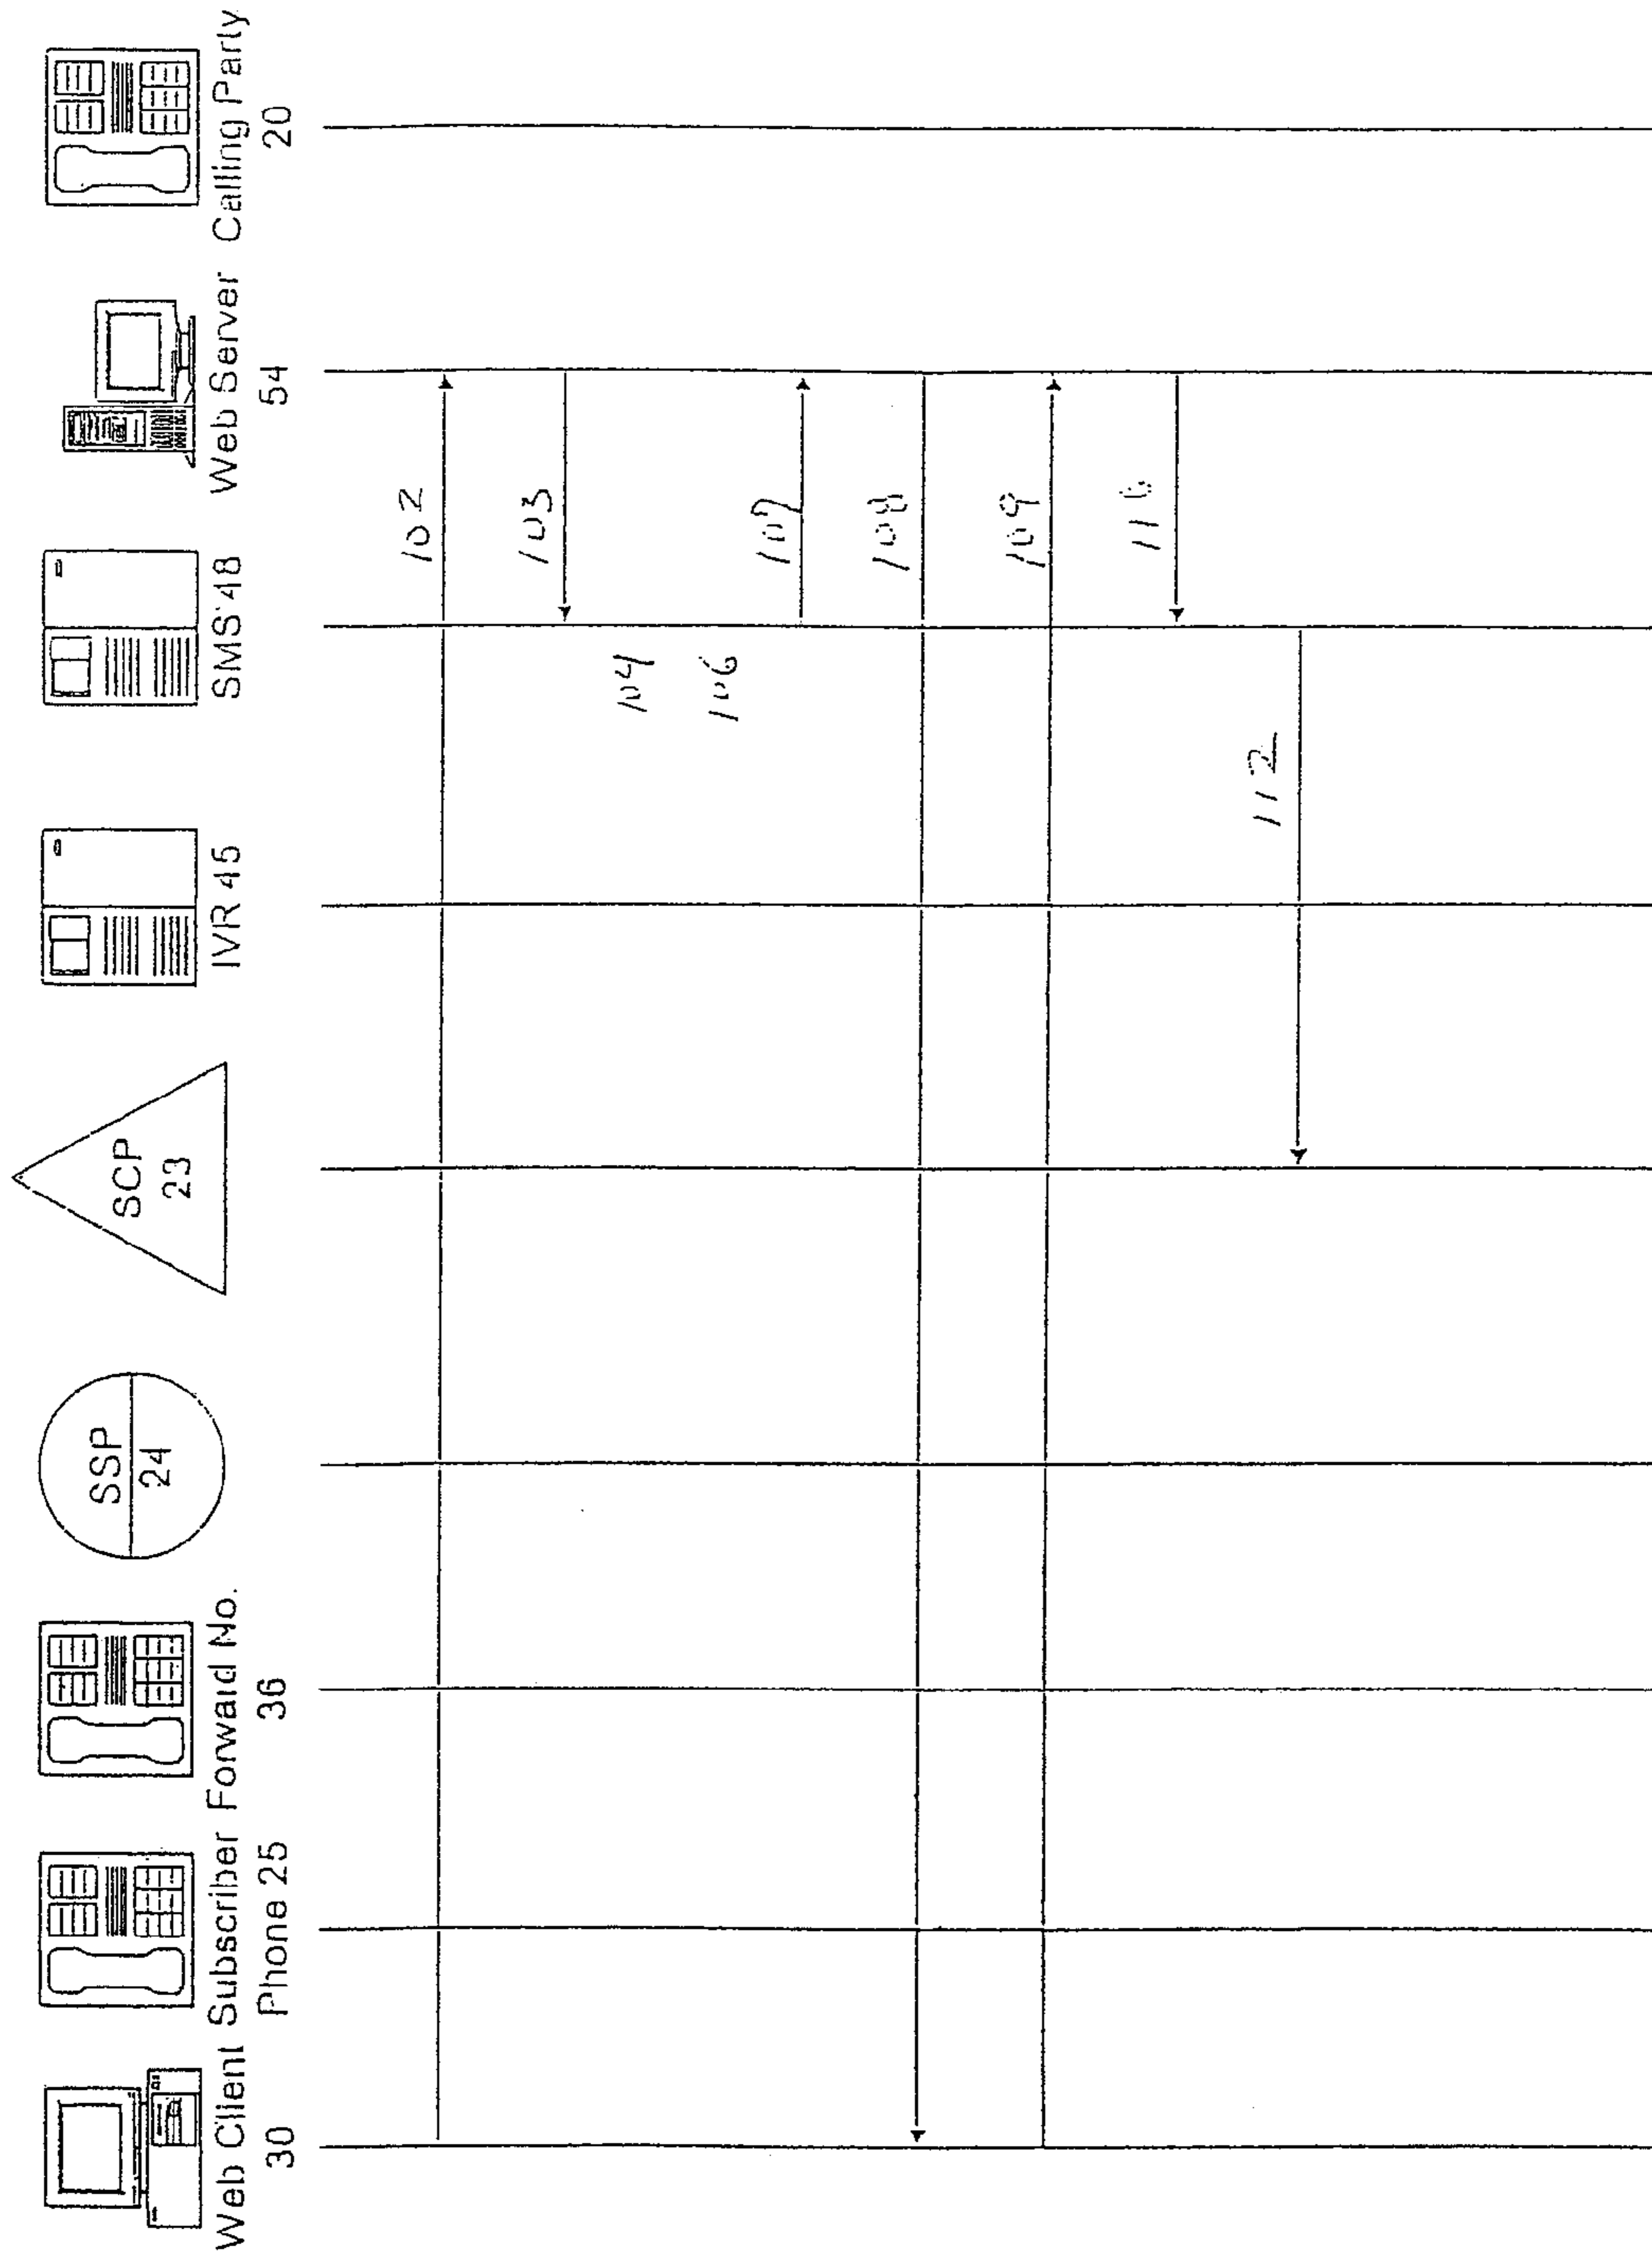 Web Client
30
Subscriber
Phone 25
Forward No.
36
SSP
24
SCP
23
IVR 45
SMS 48
Web Server
54
Calling Party
20
102
103
104
106
107
108
109
110
112